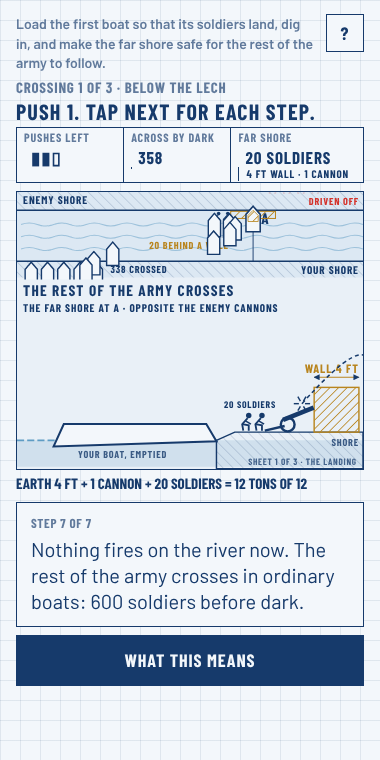 Load the first boat so that its soldiers land, dig
in, and make the far shore safe for the rest of the
army to follow.
?
CROSSING 1 OF 3 · BELOW THE LECH
PUSH 1. TAP NEXT FOR EACH STEP.
PUSHES LEFT
ACROSS BY DARK
358
FAR SHORE
20 SOLDIERS
4 FT WALL · 1 CANNON
ENEMY SHORE
DRIVEN OFF
A
20 BEHIND A
338 CROSSED
YOUR SHORE
THE REST OF THE ARMY CROSSES
THE FAR SHORE AT A · OPPOSITE THE ENEMY CANNONS
WALL 4 FT
20 SOLDIERS
SHORE
YOUR BOAT, EMPTIED
SHEET 1 OF 3 · THE LANDING
EARTH 4 FT + 1 CANNON + 20 SOLDIERS = 12 TONS OF 12
STEP 7 OF 7
Nothing fires on the river now. The
rest of the army crosses in ordinary
boats: 600 soldiers before dark.
WHAT THIS MEANS